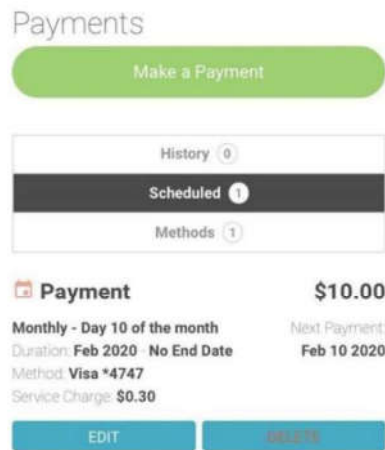 Payments
Make a Payment
History 0
Scheduled 1
Methods 1
Payment $10.00
Monthly - Day 10 of the month Next Payment:
Duration: Feb 2020 - No End Date Feb 10 2020
Method: Visa *4747
Service Charge: $0.30
EDIT DELETE